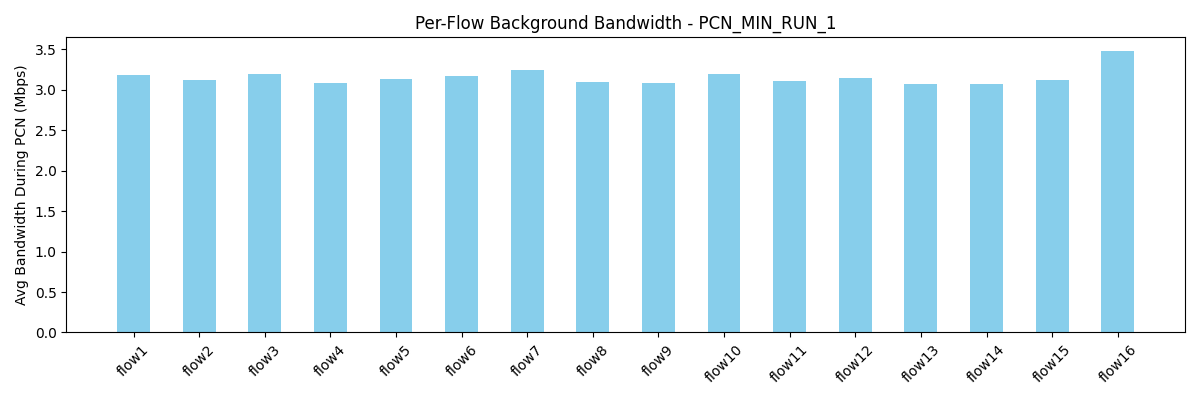 Per-Flow Background Bandwidth - PCN_MIN_RUN_1
Avg Bandwidth During PCN (Mbps)
3.5
3.0
2.5
2.0
1.5
1.0
0.5
0.0
flow1
flow2
flow3
flow4
flow5
flow6
flow7
flow8
flow9
flow10
flow11
flow12
flow13
flow14
flow15
flow16